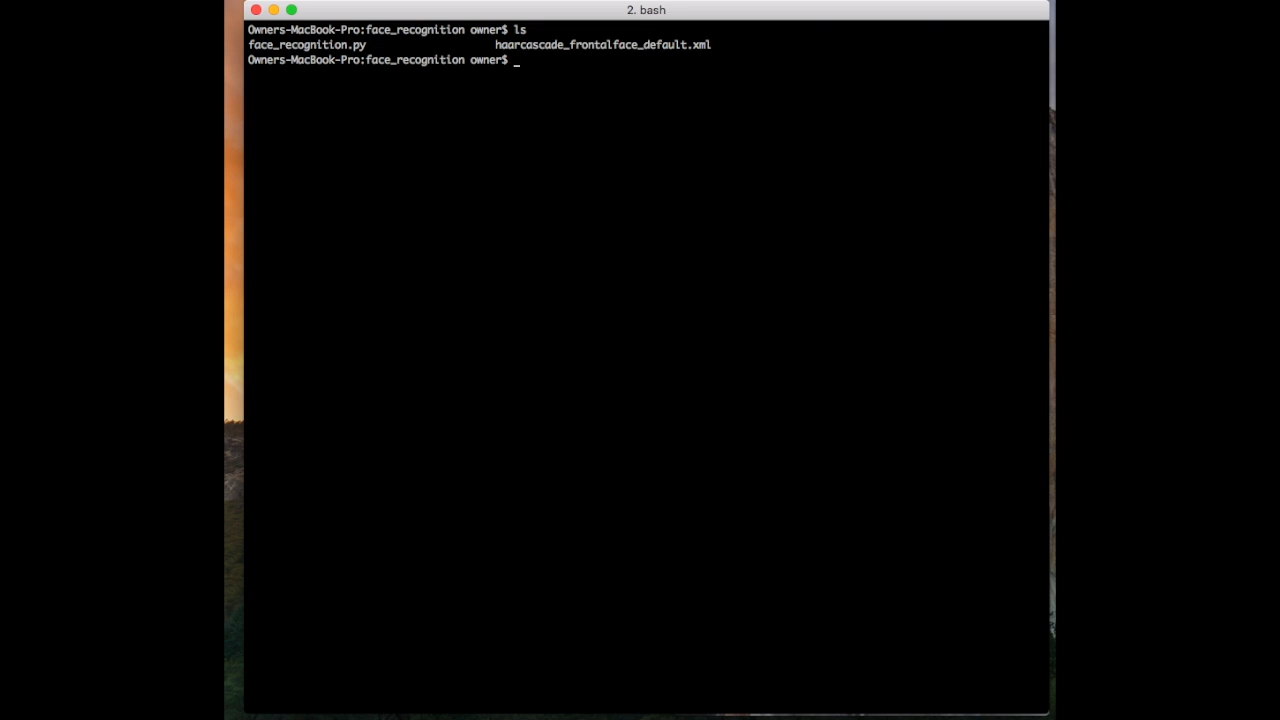 2. bash
Owners-MacBook-Pro:face_recognition owner$ ls
face_recognition.py haarcascade_frontalface_default.xml
Owners-MacBook-Pro:face_recognition owner$ _